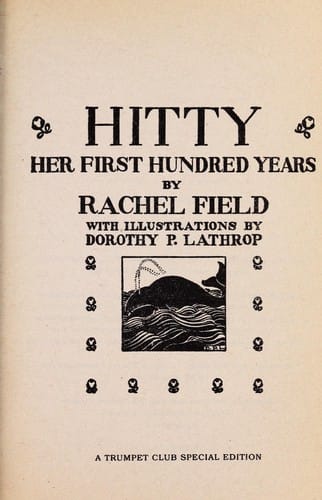 HITTY
HER FIRST HUNDRED YEARS
BY
RACHEL FIELD
WITH ILLUSTRATIONS BY
DOROTHY P. LATHROP
D.P.L.
A TRUMPET CLUB SPECIAL EDITION